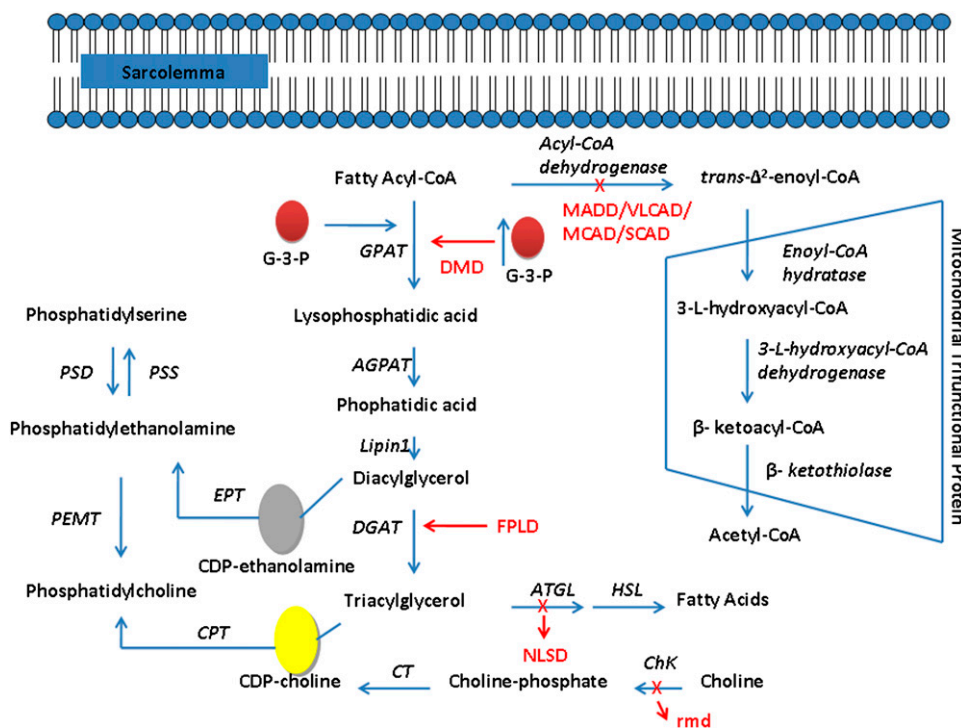 Sarcolemma
Acyl-CoA
dehydrogenase
Fatty Acyl-CoA
trans-Δ²-enoyl-CoA
MADD/VLCAD/
MCAD/SCAD
G-3-P
GPAT
DMD
G-3-P
Enoyl-CoA
hydratase
Mitochondrial Trifunctional Protein
Phosphatidylserine
Lysophosphatidic acid
3-L-hydroxyacyl-CoA
PSD
PSS
AGPAT
3-L-hydroxyacyl-CoA
dehydrogenase
Phophatidic acid
Phosphatidylethanolamine
Lipin1
β- ketoacyl-CoA
Diacylglycerol
β- ketothiolase
EPT
PEMT
DGAT
FPLD
Acetyl-CoA
CDP-ethanolamine
Phosphatidylcholine
Triacylglycerol
ATGL
HSL
Fatty Acids
CPT
NLSD
CDP-choline
CT
Choline-phosphate
ChK
Choline
rmd